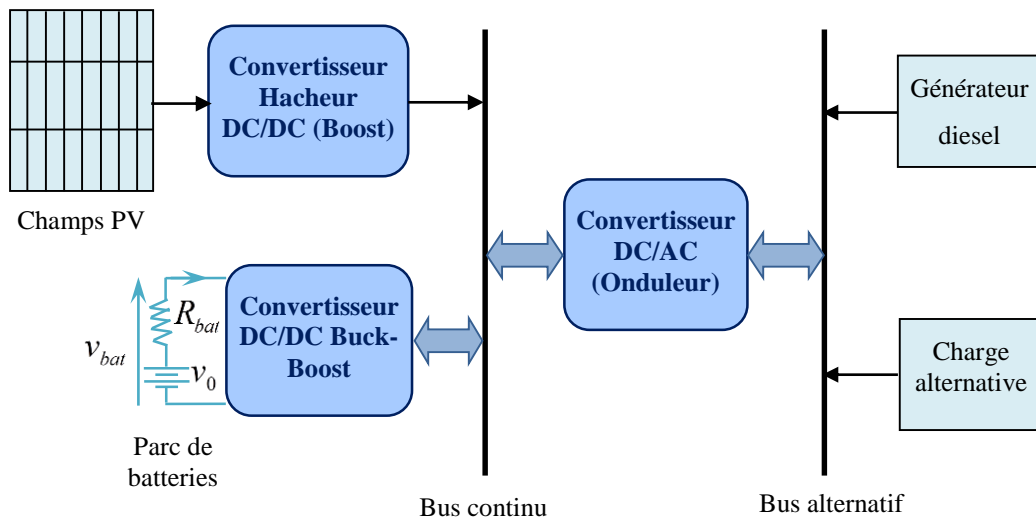 Convertisseur
Hacheur
DC/DC (Boost)
Champs PV
Générateur
diesel
Convertisseur
DC/AC
(Onduleur)
R_bat
v_bat
v_0
Convertisseur
DC/DC Buck-
Boost
Charge
alternative
Parc de
batteries
Bus continu
Bus alternatif